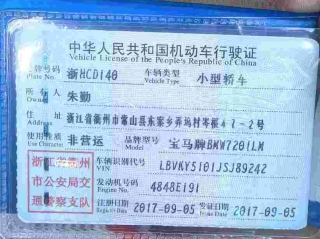 中华人民共和国机动车行驶证
Vehicle License of the People's Republic of China
号牌号码 浙HCD140 车辆类型 小型轿车
Plate No. Vehicle Type
所有人 朱勤
Owner
住址 浙江省衢州市常山县东案乡弄坞村岑柜47-2号
Address
使用性质 非营运 品牌型号 宝马牌BMW7201LM
Use Character Model
浙江省衢州 车辆识别代号 LBVKY5101JSJ89242
VIN
市公安局交 发动机号码 4848E191
Engine No.
通警察支队 注册日期 2017-09-05 发证日期 2017-09-05
Register Date Issue Date